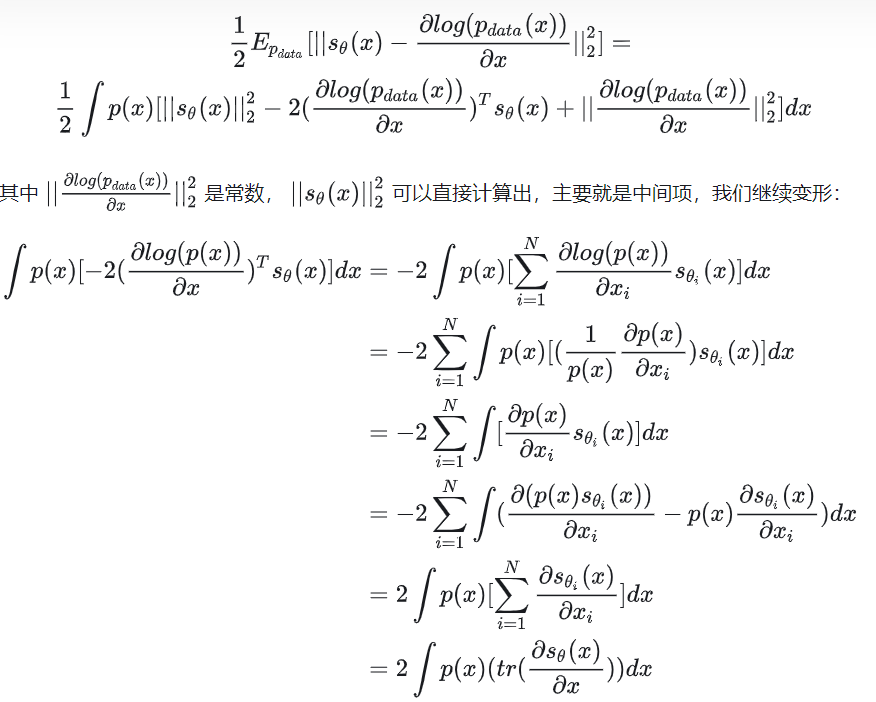 \frac{1}{2}E_{p_{data}}[||s_\theta(x) - \frac{\partial log(p_{data}(x))}{\partial x}||_2^2] =
\frac{1}{2}\int p(x)[||s_\theta(x)||_2^2 - 2(\frac{\partial log(p_{data}(x))}{\partial x})^T s_\theta(x) + ||\frac{\partial log(p_{data}(x))}{\partial x}||_2^2]dx
其中 ||\frac{\partial log(p_{data}(x))}{\partial x}||_2^2 是常数， ||s_\theta(x)||_2^2 可以直接计算出，主要就是中间项，我们继续变形：
\int p(x)[-2(\frac{\partial log(p(x))}{\partial x})^T s_\theta(x)]dx = -2\int p(x)[\sum_{i=1}^{N}\frac{\partial log(p(x))}{\partial x_i}s_{\theta_i}(x)]dx
= -2\sum_{i=1}^{N}\int p(x)[(\frac{1}{p(x)}\frac{\partial p(x)}{\partial x_i})s_{\theta_i}(x)]dx
= -2\sum_{i=1}^{N}\int[\frac{\partial p(x)}{\partial x_i}s_{\theta_i}(x)]dx
= -2\sum_{i=1}^{N}\int(\frac{\partial(p(x)s_{\theta_i}(x))}{\partial x_i} - p(x)\frac{\partial s_{\theta_i}(x)}{\partial x_i})dx
= 2\int p(x)[\sum_{i=1}^{N}\frac{\partial s_{\theta_i}(x)}{\partial x_i}]dx
= 2\int p(x)(tr(\frac{\partial s_\theta(x)}{\partial x}))dx